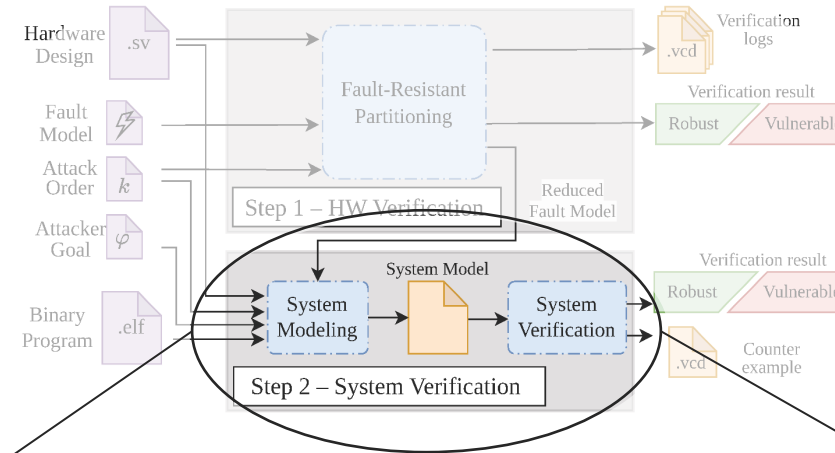 Hardware
Design
.sv
Fault
Model
Attack
Order
k
Attacker
Goal
φ
Binary
Program
.elf
Fault-Resistant
Partitioning
Step 1 – HW Verification
Reduced
Fault Model
Verification
logs
.vcd
Verification result
Robust
Vulnerabl
System Model
System
Modeling
System
Verification
Step 2 – System Verification
Verification result
Robust
Vulnerable
.vcd
Counter
example